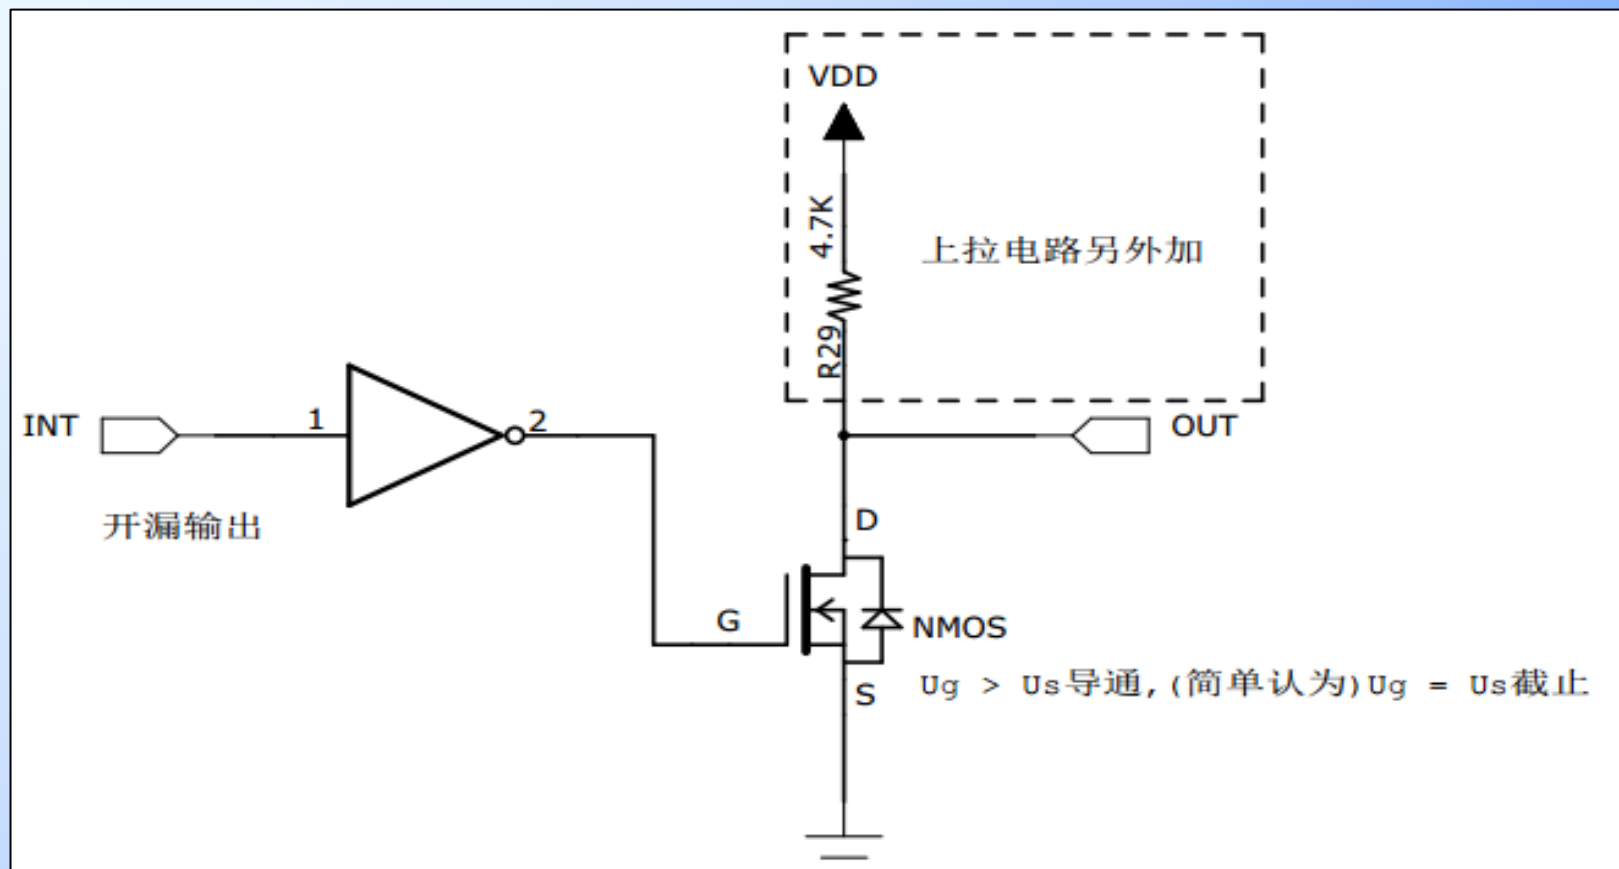 VDD
4.7K
上拉电路另外加
R29
INT
1
2
OUT
开漏输出
D
G
NMOS
S
Ug > Us导通,(简单认为)Ug = Us截止